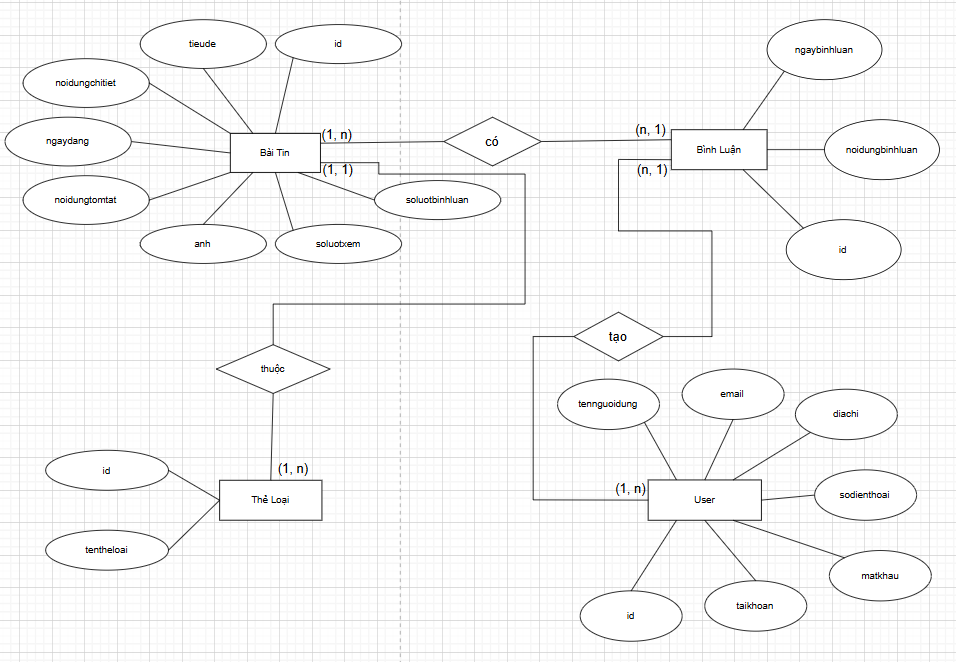 tieude
id
ngaybinhluan
noidungchitiet
ngaydang
(1, n)
có
(n, 1)
Bài Tin
Bình Luận
noidungbinhluan
(1, 1)
(n, 1)
noidungtomtat
soluotbinhluan
anh
soluotxem
id
tạo
thuộc
tennguoidung
email
diachi
(1, n)
id
Thể Loại
(1, n)
User
sodienthoai
tentheloai
matkhau
id
taikhoan